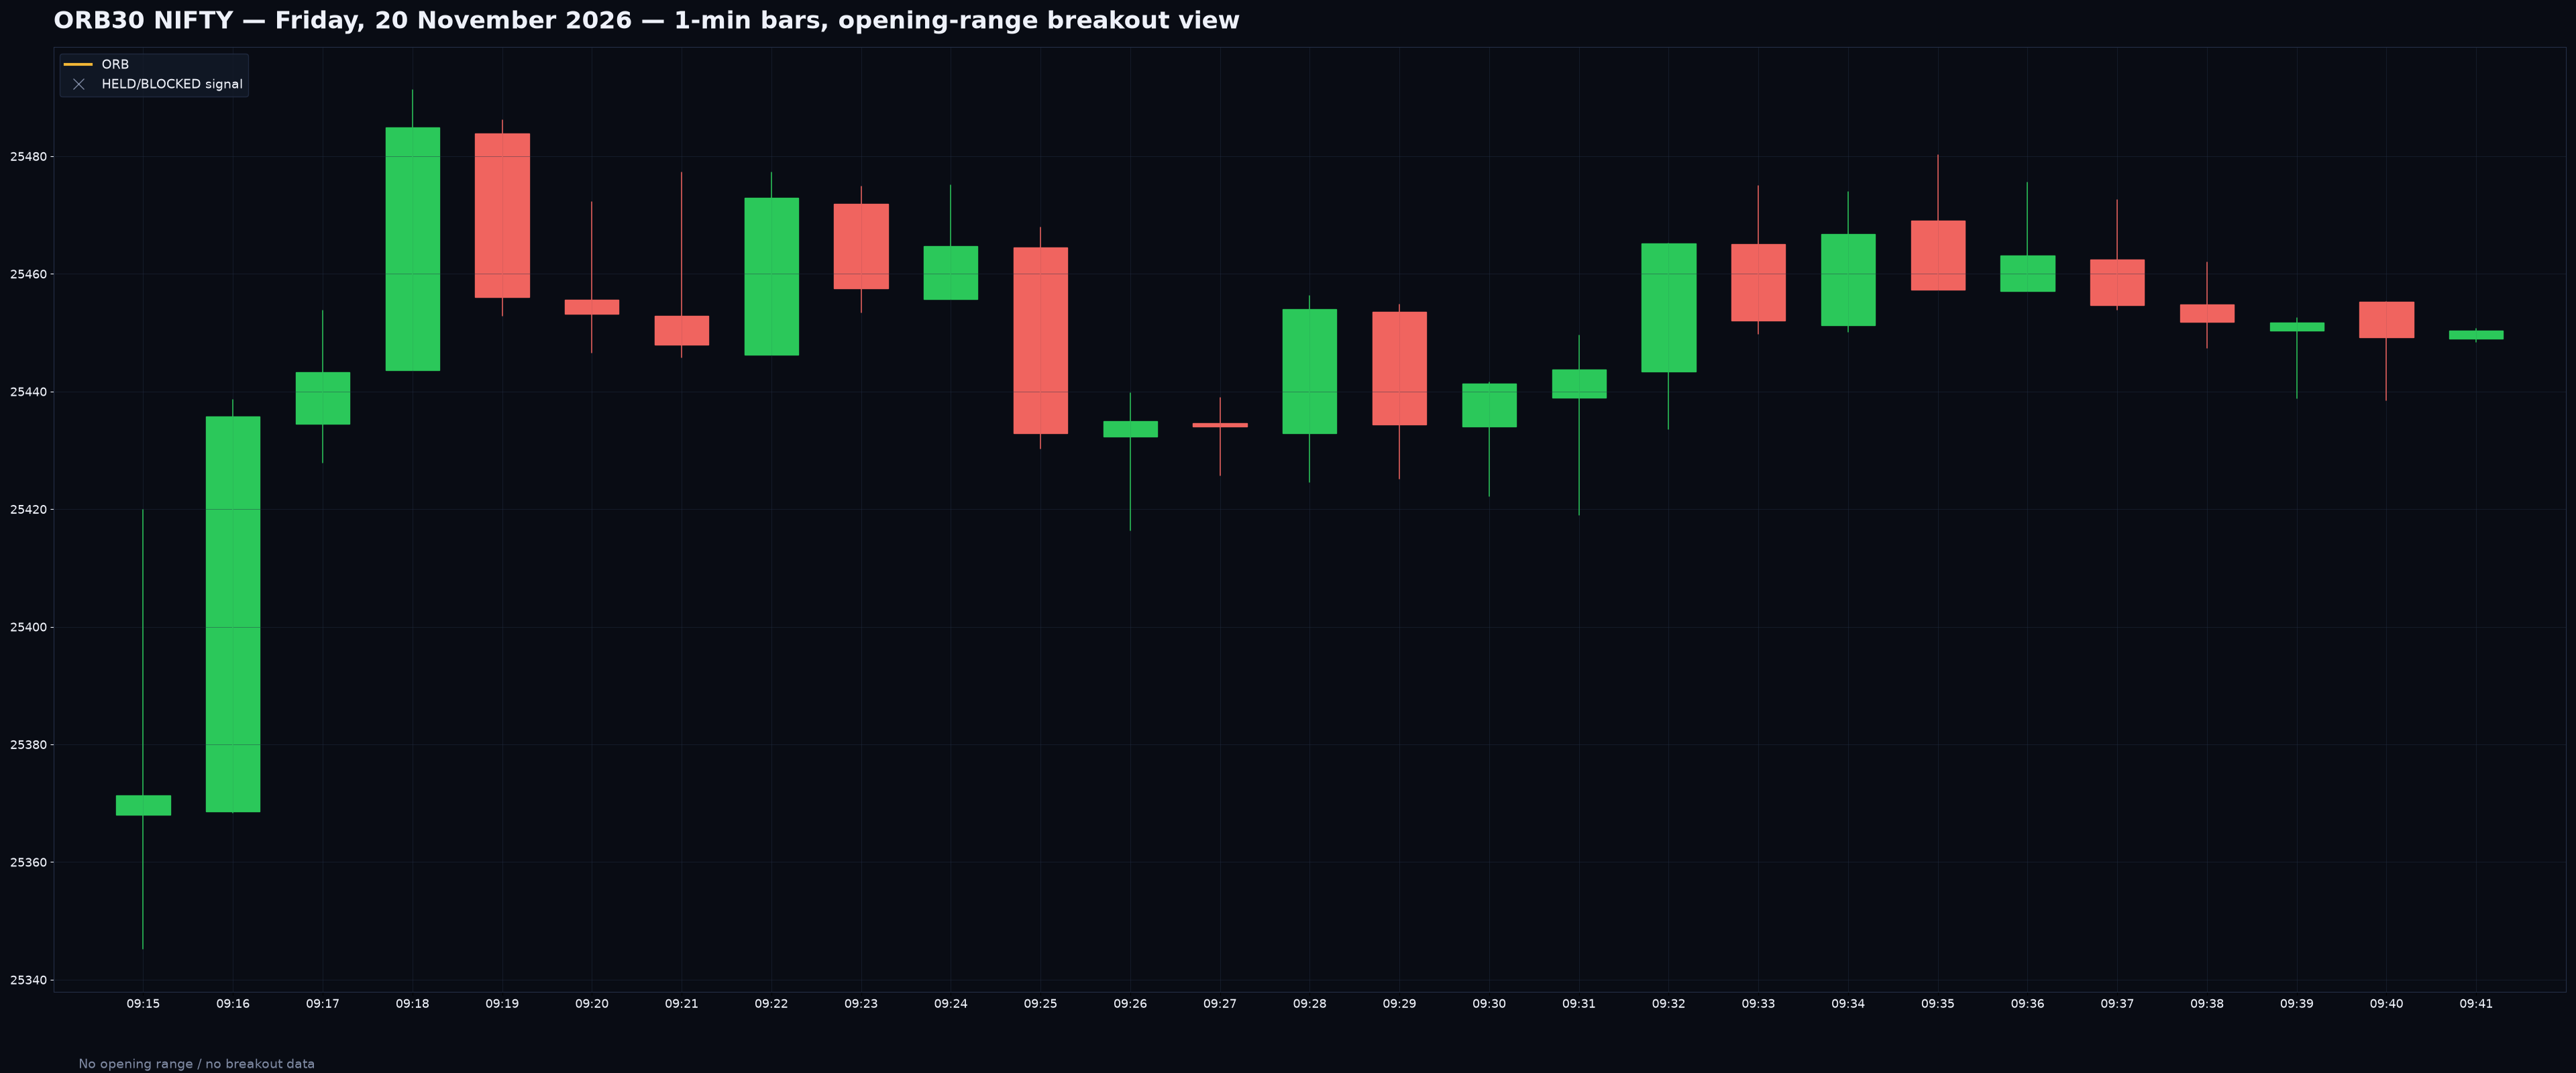 ORB30 NIFTY — Friday, 20 November 2026 — 1-min bars, opening-range breakout view
ORB
HELD/BLOCKED signal
25480
25460
25440
25420
25400
25380
25360
25340
09:15 09:16 09:17 09:18 09:19 09:20 09:21 09:22 09:23 09:24 09:25 09:26 09:27 09:28 09:29 09:30 09:31 09:32 09:33 09:34 09:35 09:36 09:37 09:38 09:39 09:40 09:41
No opening range / no breakout data